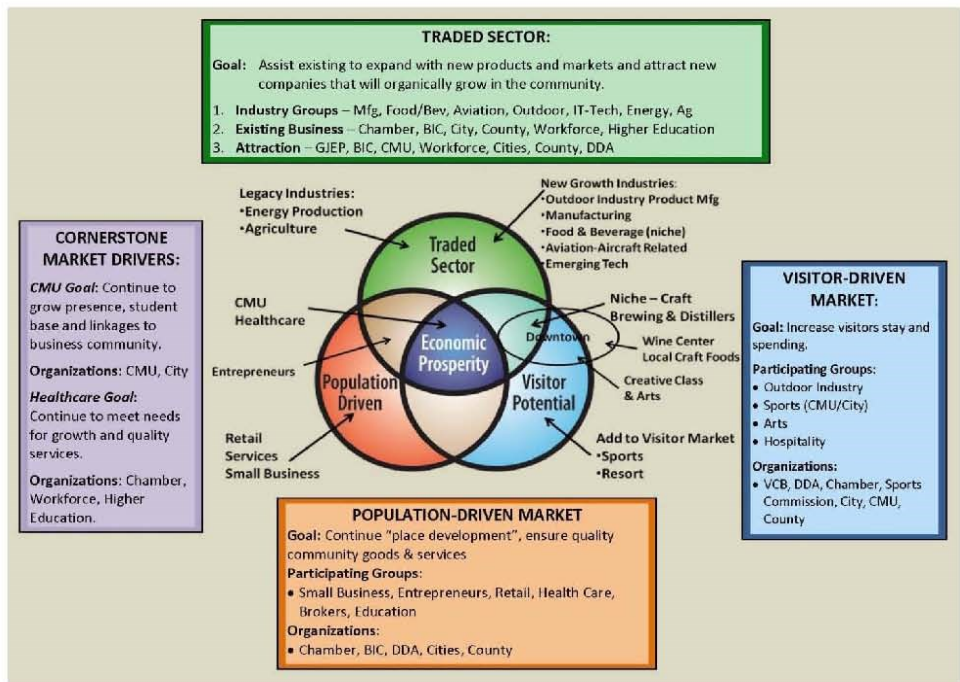 TRADED SECTOR:
Goal: Assist existing to expand with new products and markets and attract new
companies that will organically grow in the community.
1. Industry Groups – Mfg, Food/Bev, Aviation, Outdoor, IT-Tech, Energy, Ag
2. Existing Business – Chamber, BIC, City, County, Workforce, Higher Education
3. Attraction – GJEP, BIC, CMU, Workforce, Cities, County, DDA
CORNERSTONE
MARKET DRIVERS:
CMU Goal: Continue to
grow presence, student
base and linkages to
business community.
Organizations: CMU, City
Healthcare Goal:
Continue to meet needs
for growth and quality
services.
Organizations: Chamber,
Workforce, Higher
Education.
Legacy Industries:
•Energy Production
•Agriculture
New Growth Industries:
•Outdoor Industry Product Mfg
•Manufacturing
•Food & Beverage (niche)
•Aviation-Aircraft Related
•Emerging Tech
Traded
Sector
CMU
Healthcare
Niche – Craft
Brewing & Distillers
Downtown
Economic
Prosperity
Wine Center
Local Craft Foods
Entrepreneurs
Population
Driven
Visitor
Potential
Creative Class
& Arts
Retail
Services
Small Business
Add to Visitor Market
•Sports
•Resort
VISITOR-DRIVEN
MARKET:
Goal: Increase visitors stay and
spending.
Participating Groups:
• Outdoor Industry
• Sports (CMU/City)
• Arts
• Hospitality
Organizations:
• VCB, DDA, Chamber, Sports
Commission, City, CMU,
County
POPULATION-DRIVEN MARKET
Goal: Continue "place development", ensure quality
community goods & services
Participating Groups:
• Small Business, Entrepreneurs, Retail, Health Care,
Brokers, Education
Organizations:
• Chamber, BIC, DDA, Cities, County